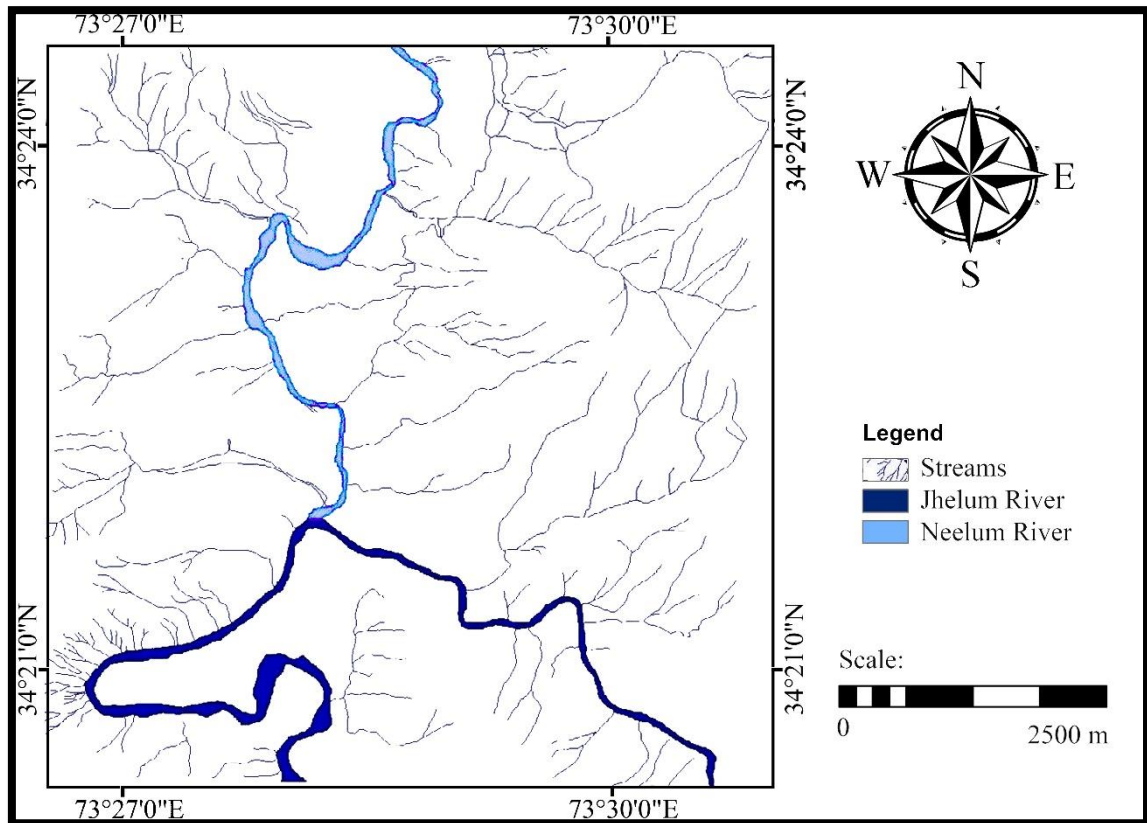 73°27'0"E
73°30'0"E
34°24'0"N
34°24'0"N
N
W
E
S
Legend
Streams
Jhelum River
Neelum River
34°21'0"N
34°21'0"N
Scale:
0
2500 m
73°27'0"E
73°30'0"E